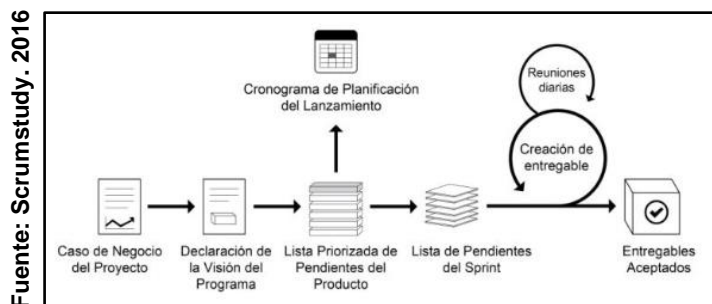 Fuente: Scrumstudy. 2016
Cronograma de Planificación
del Lanzamiento
Reuniones
diarias
Creación de
entregable
Caso de Negocio
del Proyecto
Declaración de
la Visión del
Programa
Lista Priorizada de
Pendientes del
Producto
Lista de Pendientes
del Sprint
Entregables
Aceptados